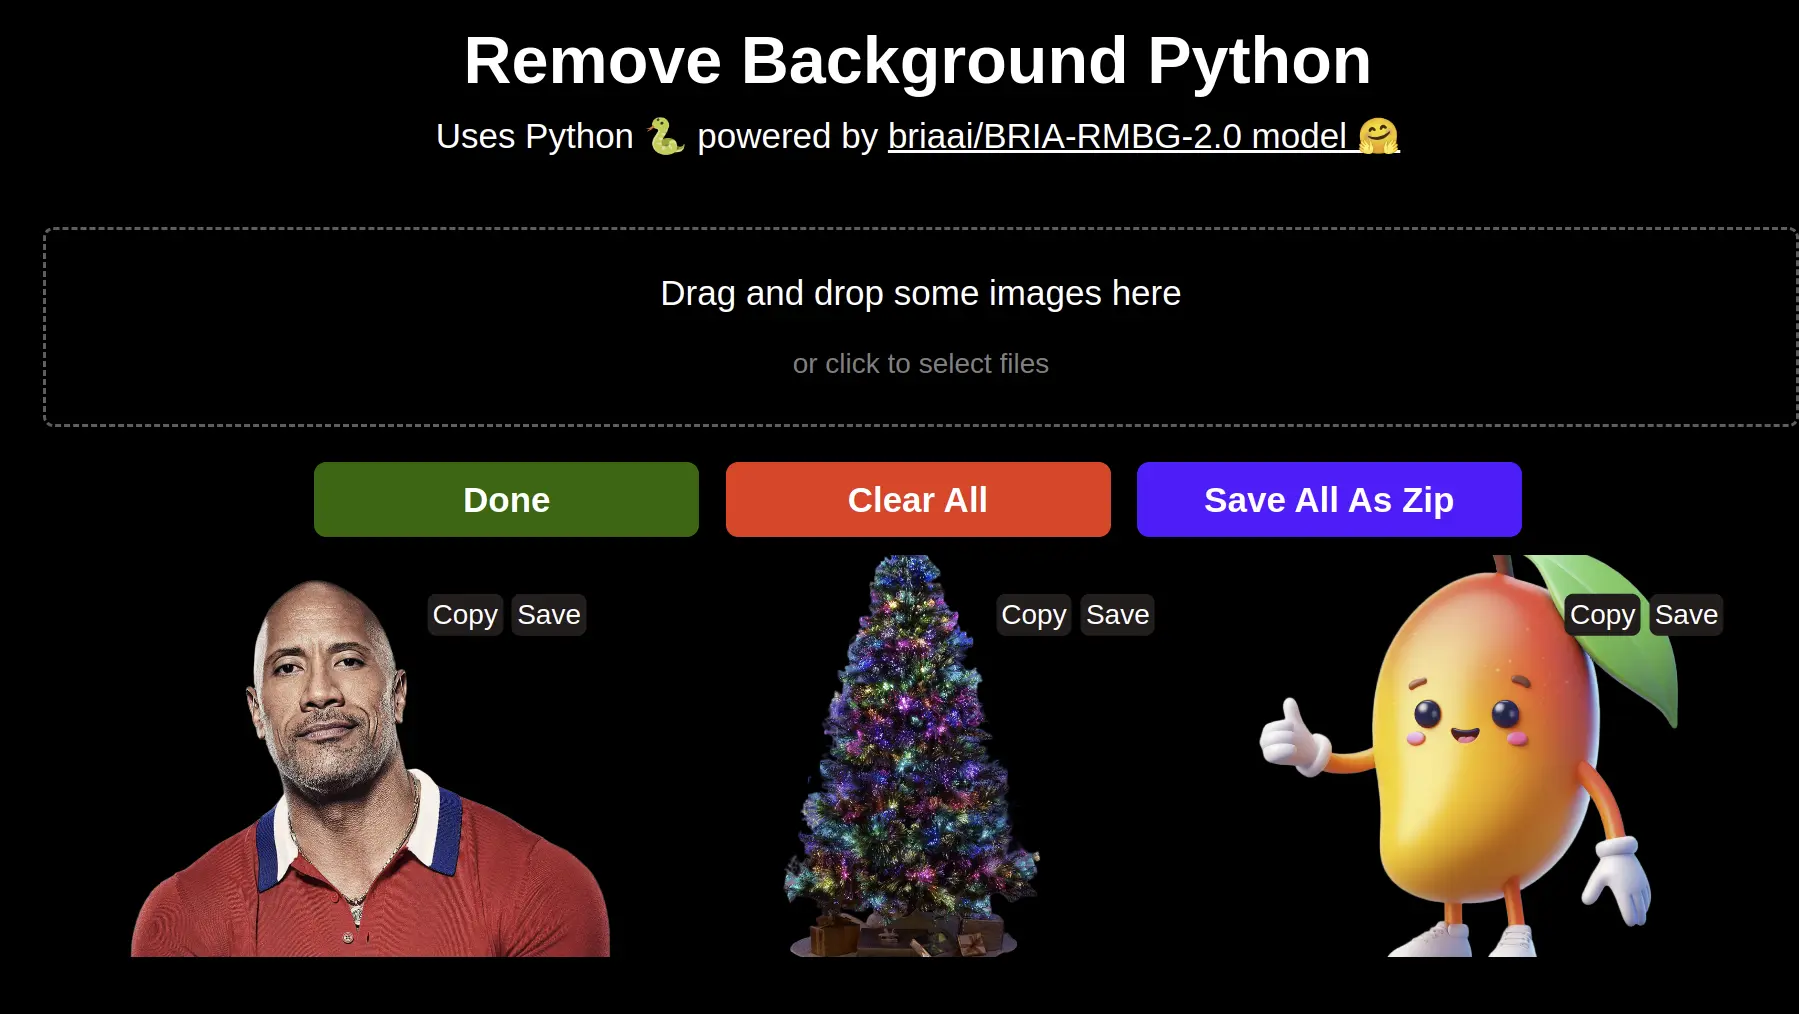 Remove Background Python
Uses Python 🐍 powered by briaai/BRIA-RMBG-2.0 model 🤗
Drag and drop some images here
or click to select files
Done Clear All Save All As Zip
Copy Save Copy Save Copy Save